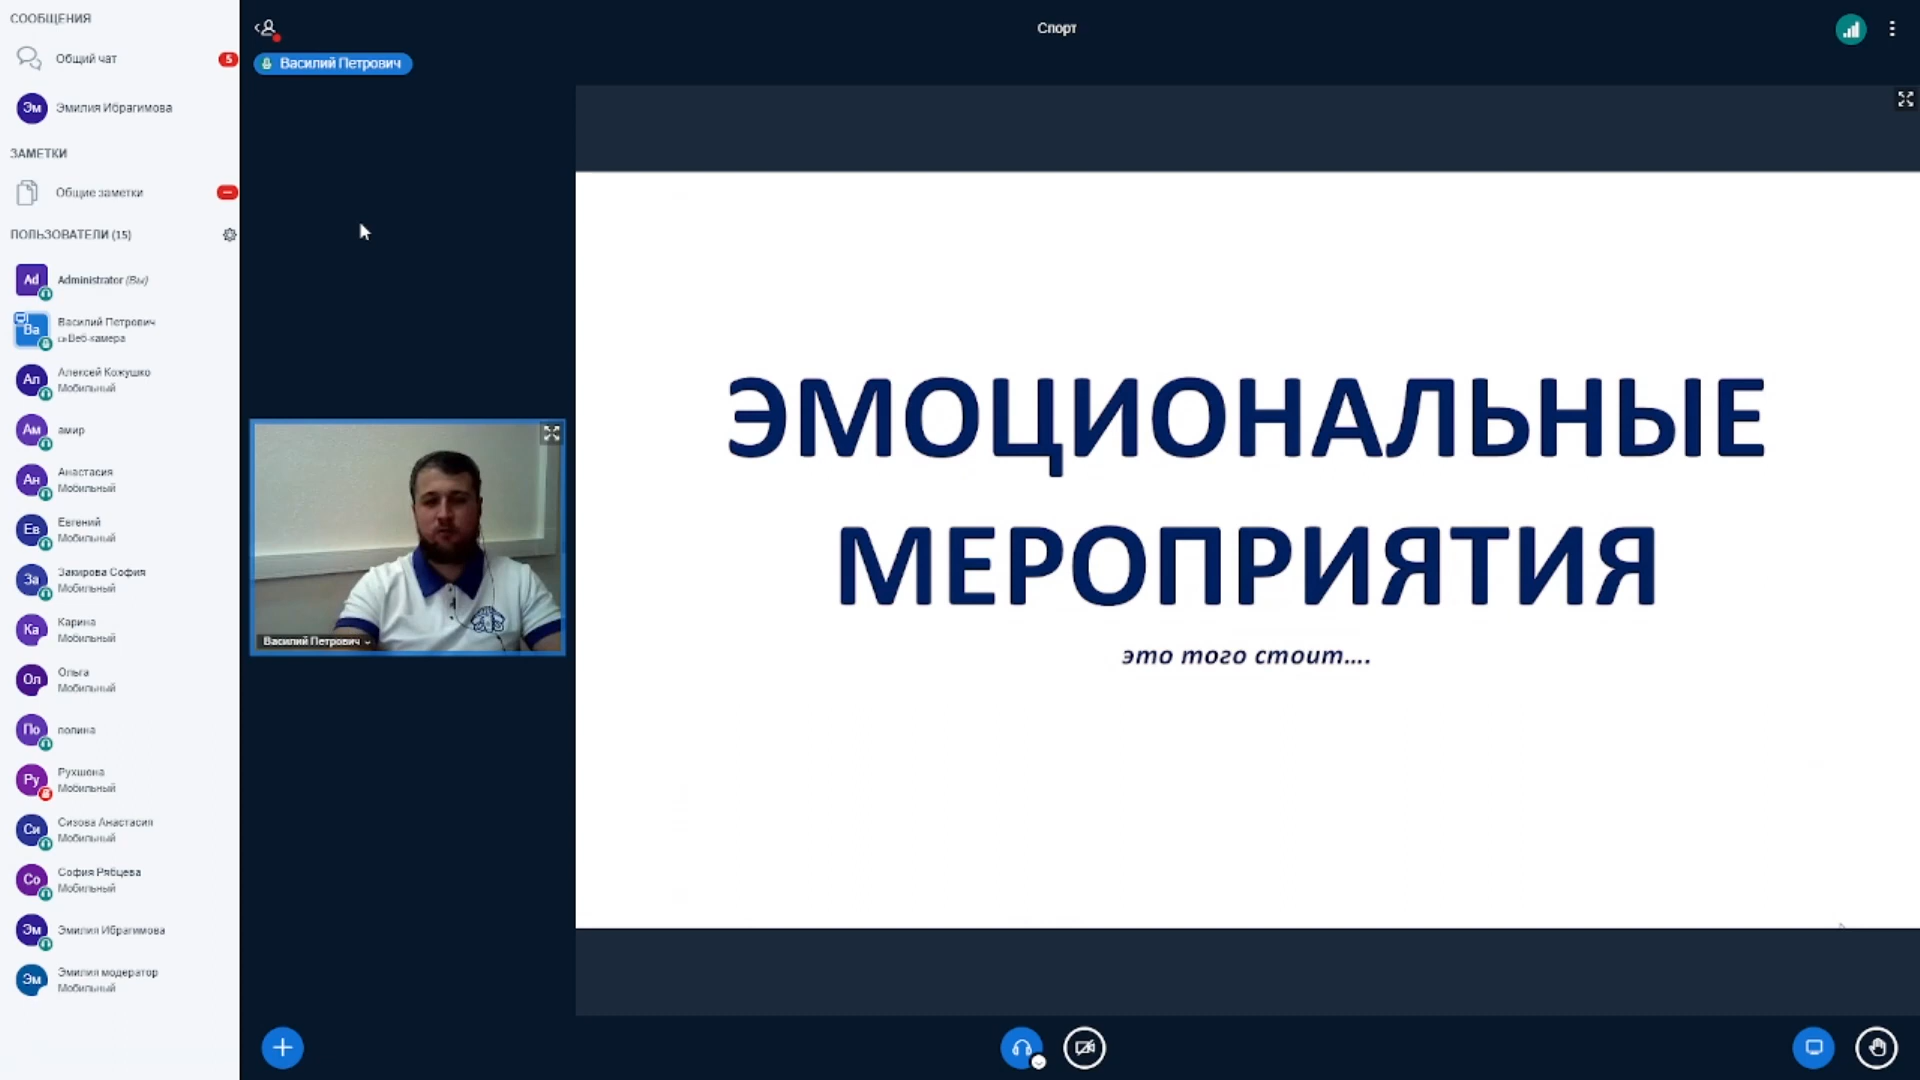 СООБЩЕНИЯ
Общий чат
5
Эм
Эмилия Ибрагимова
ЗАМЕТКИ
Общие заметки
ПОЛЬЗОВАТЕЛИ (15)
Ad
Administrator (Вы)
Ва
Василий Петрович
Веб-камера
Ал
Алексей Кожушко
Мобильный
Ам
амир
Ан
Анастасия
Мобильный
Ев
Евгений
Мобильный
За
Закирова София
Мобильный
Ка
Карина
Мобильный
Ол
Ольга
Мобильный
По
полина
Ру
Рухшона
Мобильный
Си
Сизова Анастасия
Мобильный
Со
София Рябцева
Мобильный
Эм
Эмилия Ибрагимова
Эм
Эмилия модератор
Мобильный
Спорт
Василий Петрович
Василий Петрович
ЭМОЦИОНАЛЬНЫЕ
МЕРОПРИЯТИЯ
это того стоит....